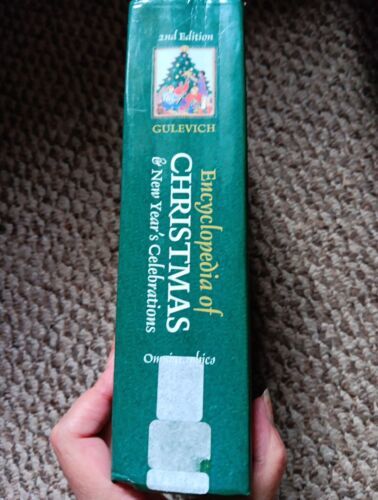 2nd Edition
GULEVICH
Encyclopedia of
CHRISTMAS
& New Year's Celebrations